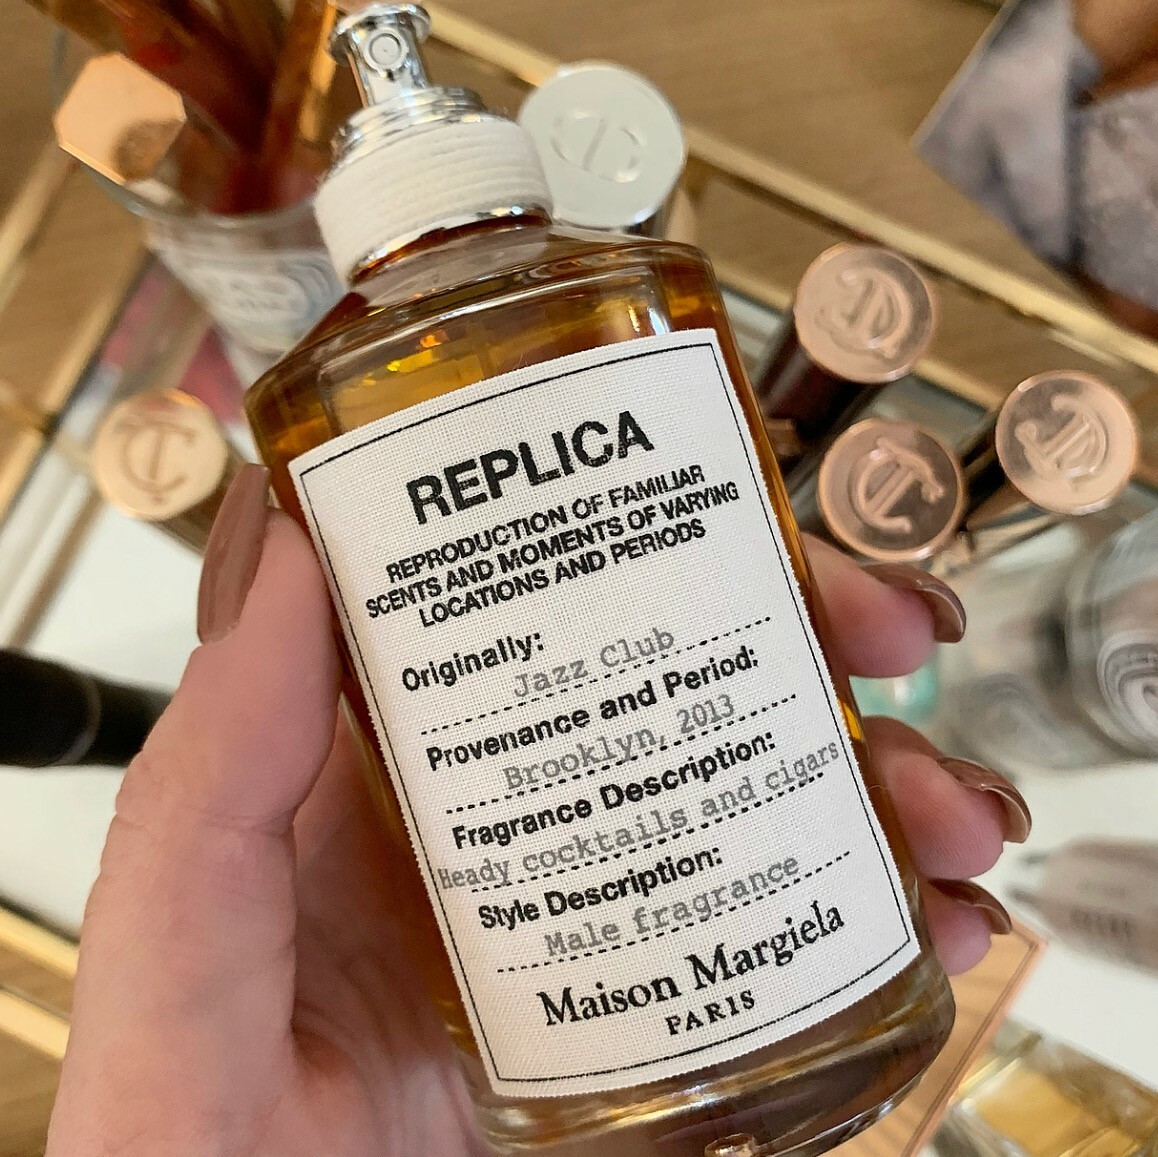 REPLICA
REPRODUCTION OF FAMILIAR
SCENTS AND MOMENTS OF VARYING
LOCATIONS AND PERIODS
Originally:
Jazz Club
Provenance and Period:
Brooklyn, 2013
Fragrance Description:
Heady cocktails and cigars
Style Description:
Male fragrance
Maison Margiela
PARIS